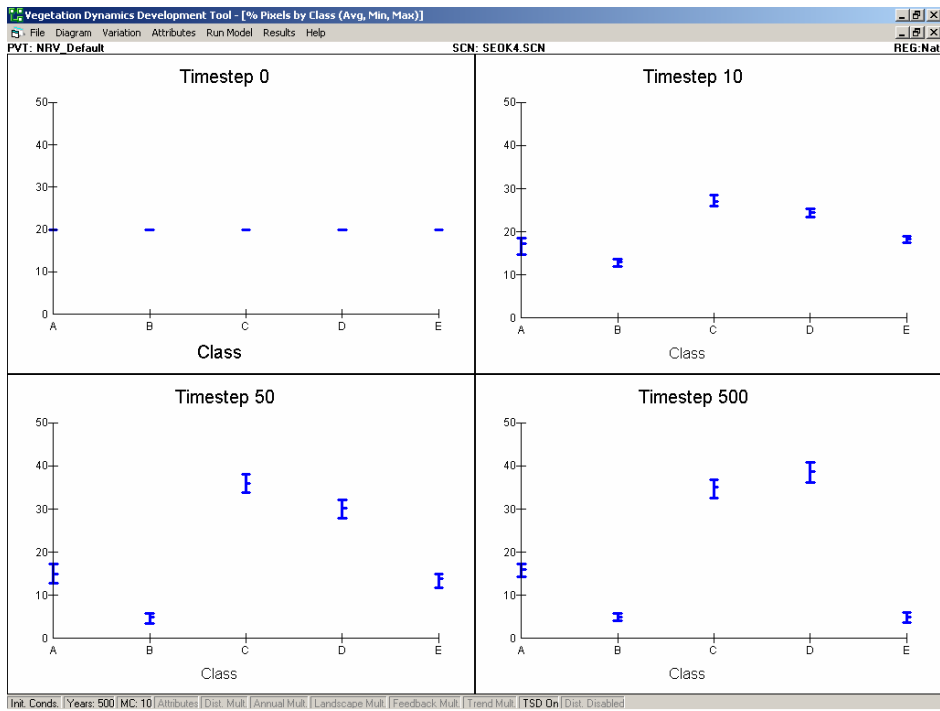 Vegetation Dynamics Development Tool - [% Pixels by Class (Avg, Min, Max)]
File Diagram Variation Attributes Run Model Results Help
PVT: NRV_Default SCN: SEOK4.SCN REG:Nat
Timestep 0
50
40
30
20
10
0
A B C D E
Class
Timestep 10
50
40
30
20
10
0
A B C D E
Class
Timestep 50
50
40
30
20
10
0
A B C D E
Class
Timestep 500
50
40
30
20
10
0
A B C D E
Class
Init. Conds. Years: 500 MC: 10 Attributes Dist. Mult Annual Mult Landscape Mult Feedback Mult Trend Mult TSD On Dist. Disabled